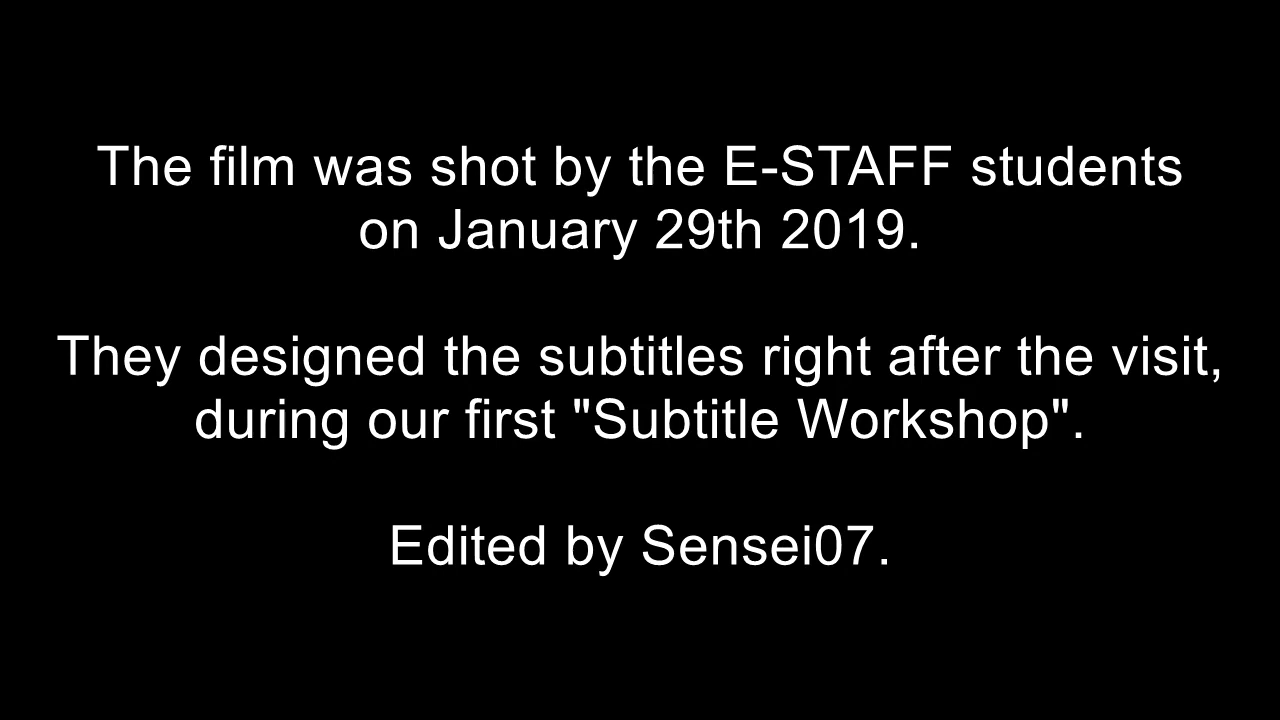 The film was shot by the E-STAFF students
on January 29th 2019.
They designed the subtitles right after the visit,
during our first "Subtitle Workshop".
Edited by Sensei07.